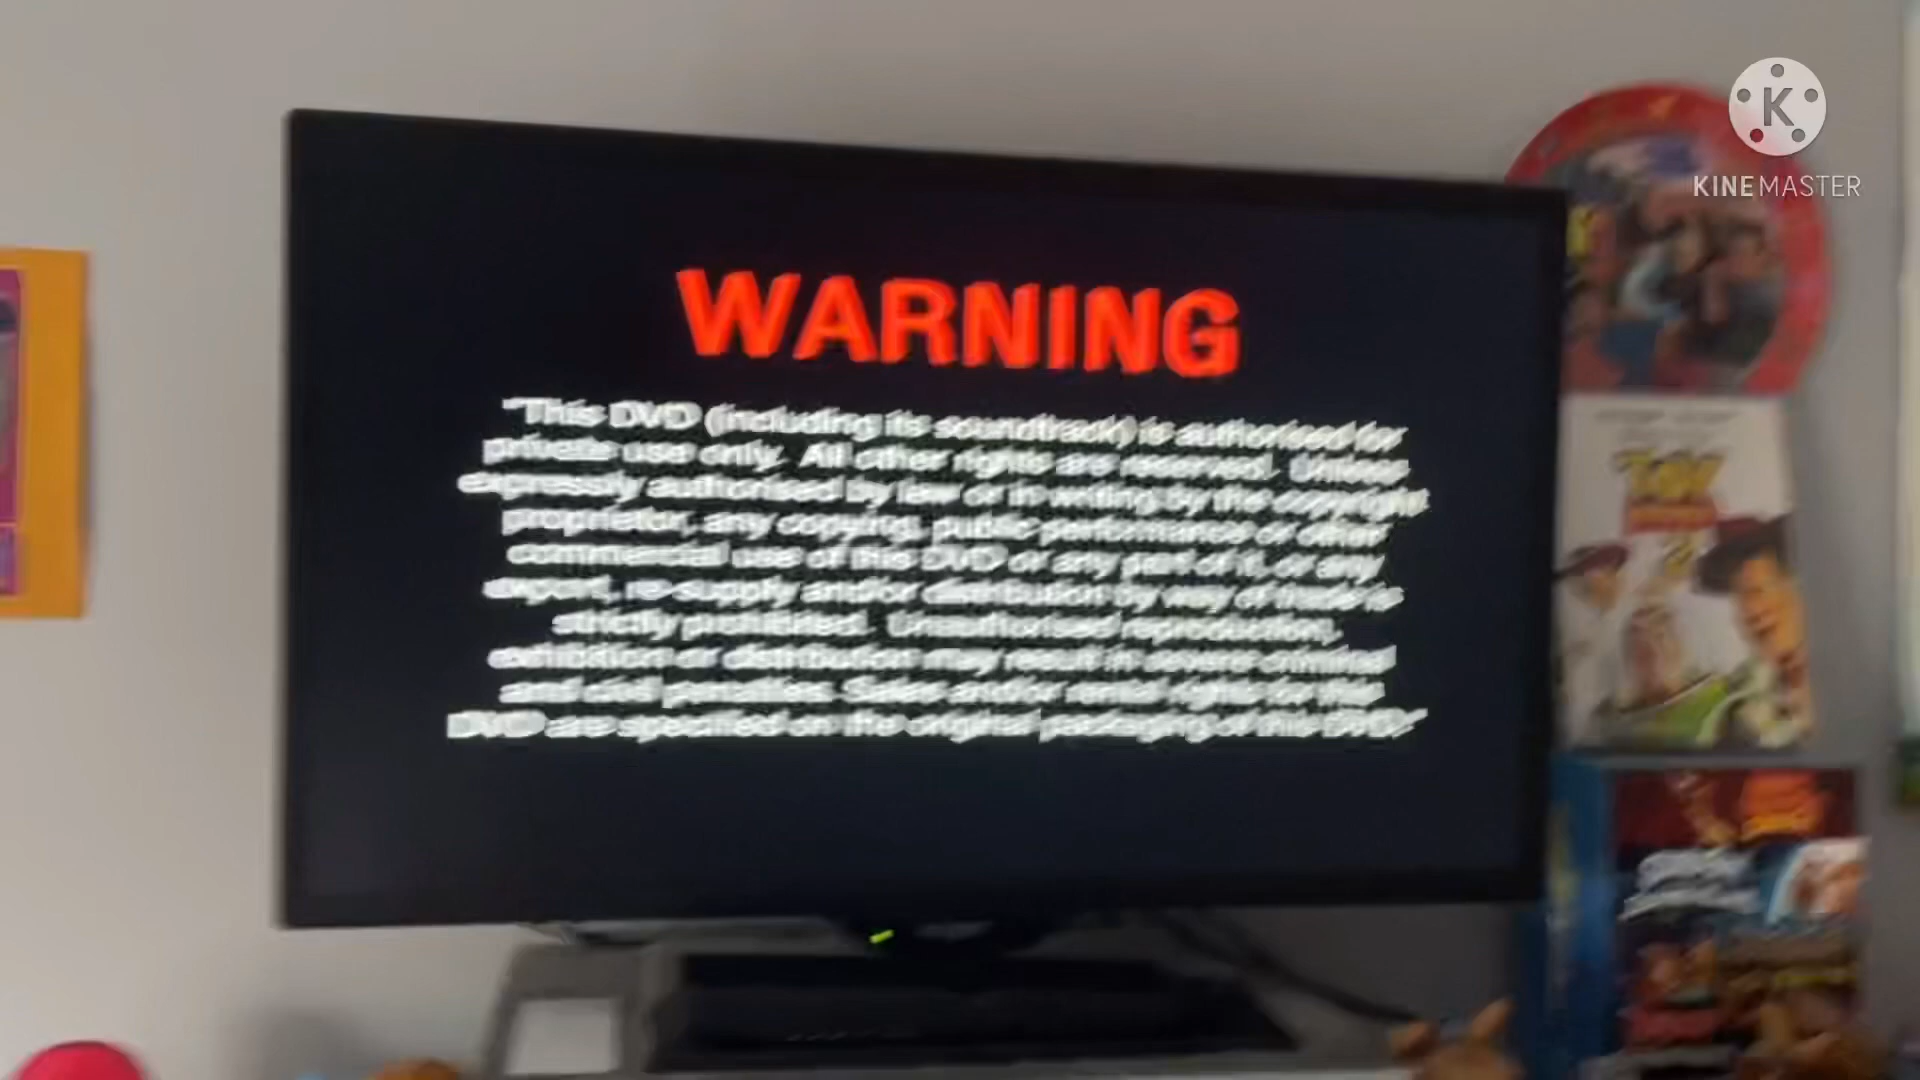 K
KINEMASTER
WARNING
"This DVD (including its soundtrack) is authorised for
private use only. All other rights are reserved. Unless
expressly authorised by law or in writing by the copyright
proprietor, any copying, public performance or other
commercial use of this DVD or any part of it, or any
export, re-supply and/or distribution by way of trade is
strictly prohibited. Unauthorised reproduction,
exhibition or distribution may result in severe criminal
and civil penalties. Sales and/or rental rights for this
DVD are specified on the original packaging of this DVD."
TOY
2